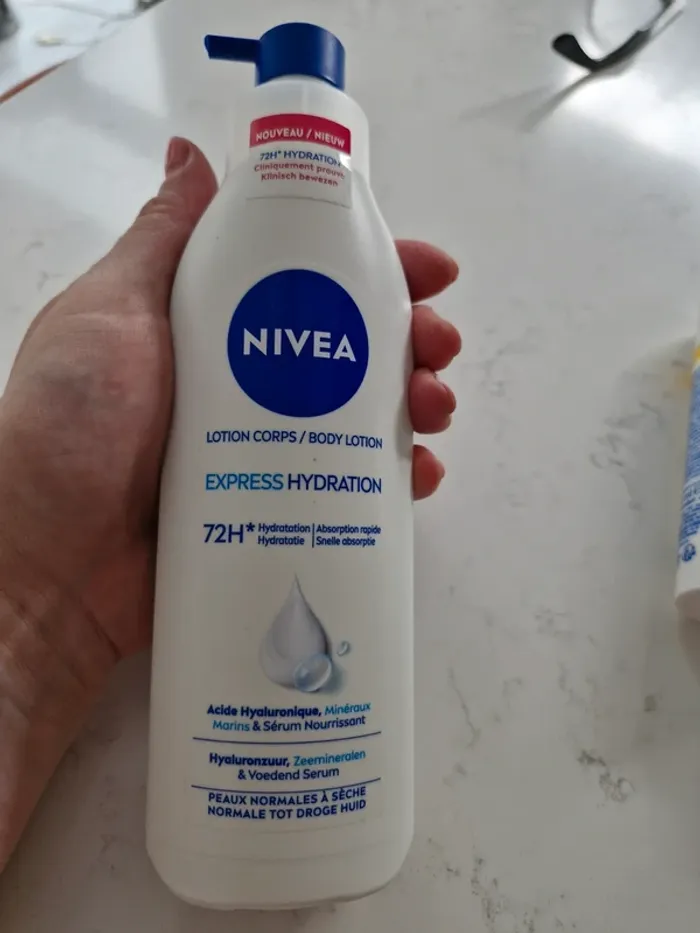 NOUVEAU / NIEUW
72H* HYDRATION
Cliniquement prouvé
Klinisch bewezen
NIVEA
LOTION CORPS / BODY LOTION
EXPRESS HYDRATION
72H* Hydratation | Absorption rapide
Hydratatie | Snelle absorptie
Acide Hyaluronique, Minéraux
Marins & Sérum Nourrissant
Hyaluronzuur, Zeemineralen
& Voedend Serum
PEAUX NORMALES À SÈCHE
NORMALE TOT DROGE HUID